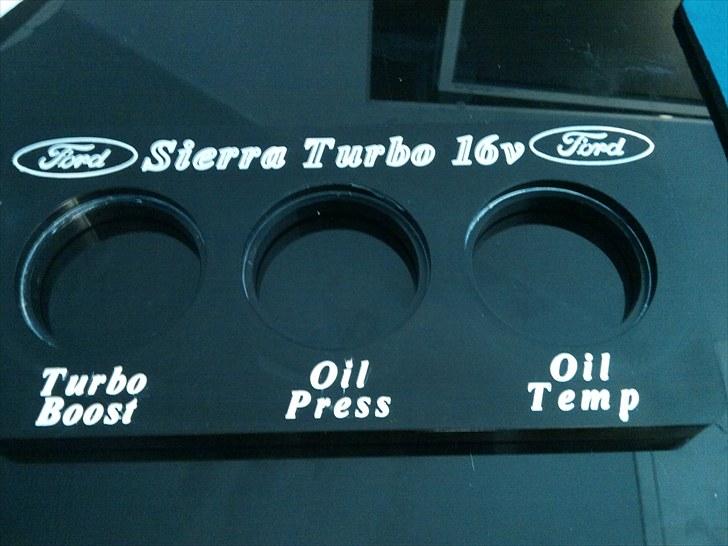 Ford Sierra Turbo 16v Ford
Turbo
Boost
Oil
Press
Oil
Temp